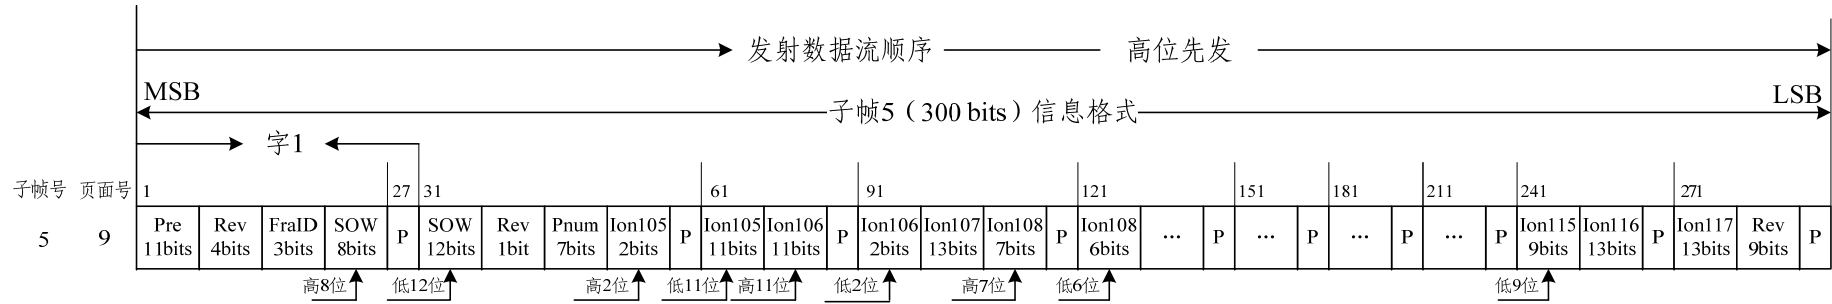 发射数据流顺序 高位先发
MSB LSB
子帧5（300 bits）信息格式
字1
子帧号 页面号 1 27 31 61 91 121 151 181 211 241 271
5 9 Pre 11bits Rev 4bits FraID 3bits SOW 8bits P SOW 12bits Rev 1bit Pnum 7bits Ion105 2bits P Ion105 11bits Ion106 11bits P Ion106 2bits Ion107 13bits Ion108 7bits P Ion108 6bits ... P ... P ... P ... P Ion115 9bits Ion116 13bits P Ion117 13bits Rev 9bits P
高8位 低12位 高2位 低11位 高11位 低2位 高7位 低6位 低9位